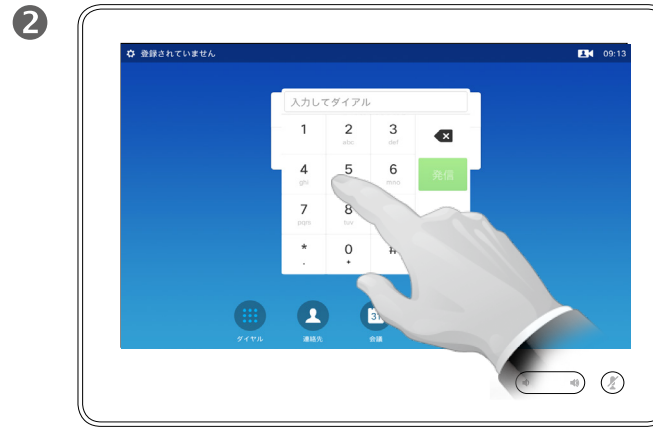 2
登録されていません
09:13
入力してダイアル
1 2 3
abc def
4 5 6 発信
ghi mno
7 8
pqrs tuv
* 0 #
. +
31
ダイヤル 連絡先 会議